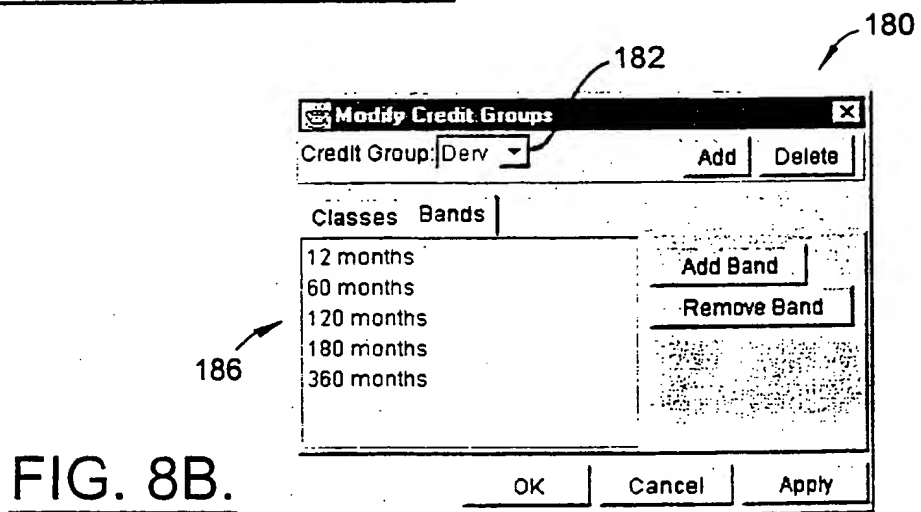 180
182
Modify Credit Groups
Credit Group: Derv Add Delete
Classes Bands
12 months
60 months
120 months
180 months
360 months
Add Band
Remove Band
186
OK Cancel Apply
FIG. 8B.